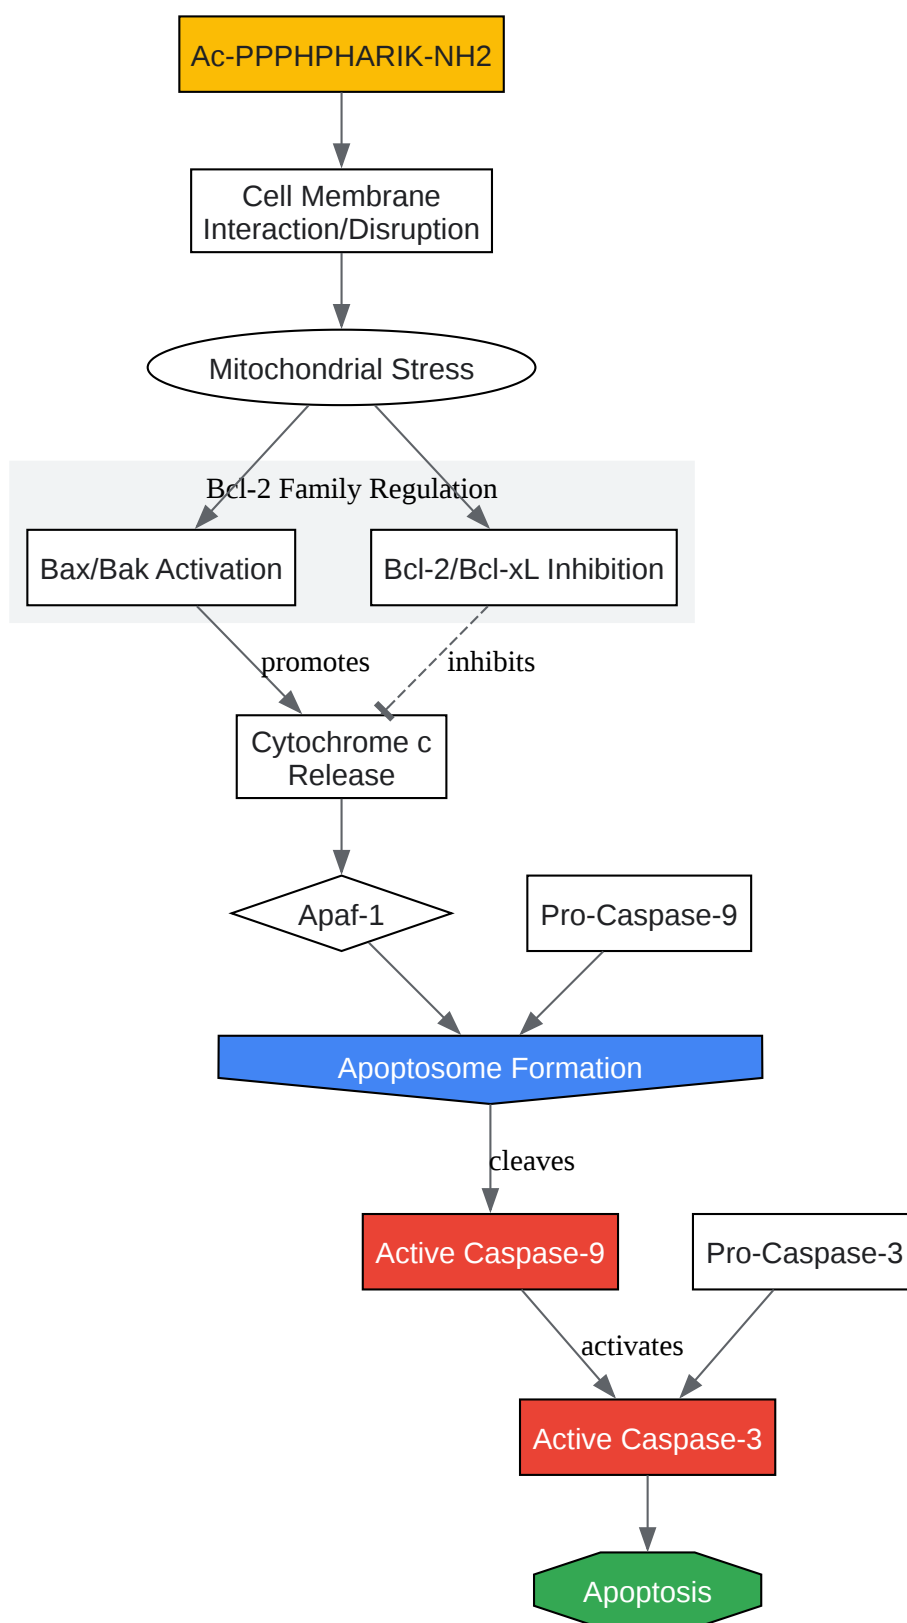 Ac-PPPHPHARIK-NH2
Cell Membrane
Interaction/Disruption
Mitochondrial Stress
Bcl-2 Family Regulation
Bax/Bak Activation
Bcl-2/Bcl-xL Inhibition
promotes
inhibits
Cytochrome c
Release
Apaf-1
Pro-Caspase-9
Apoptosome Formation
cleaves
Active Caspase-9
Pro-Caspase-3
activates
Active Caspase-3
Apoptosis